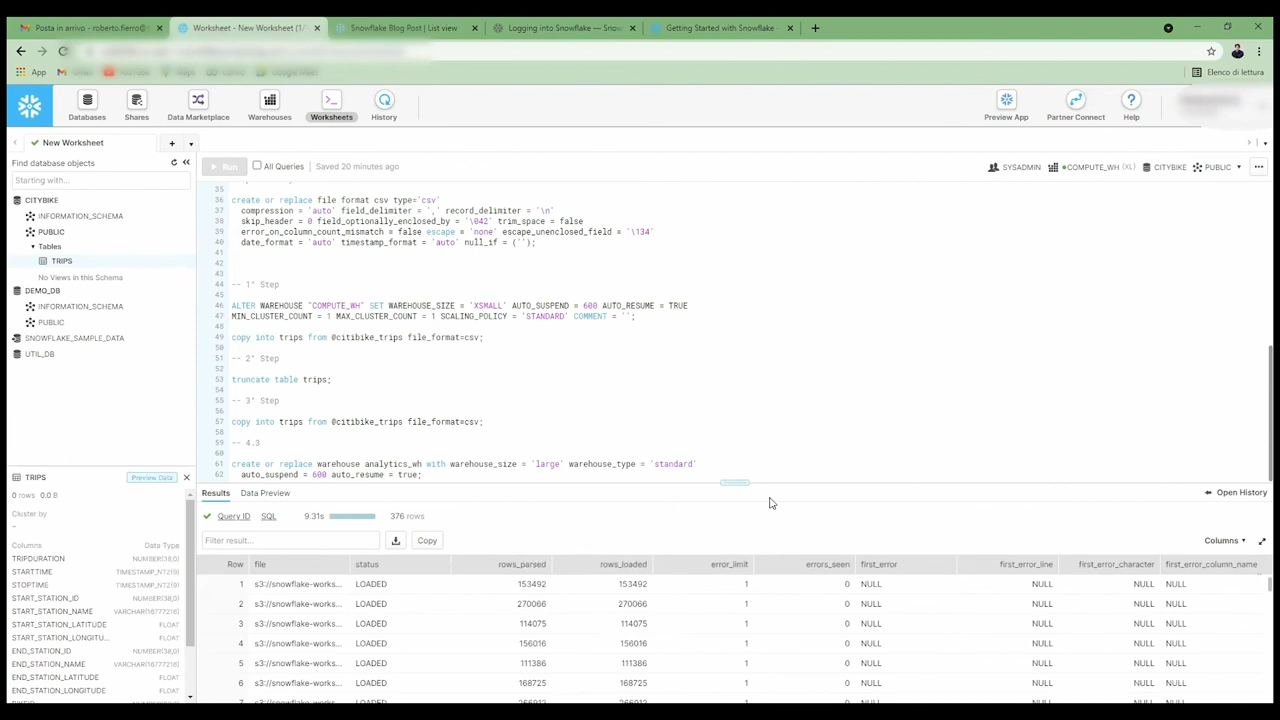 Posta in arrivo - roberto.fierro@
Worksheet - New Worksheet (1/
Snowflake Blog Post | List view
Logging into Snowflake — Snow
Getting Started with Snowflake -
App
Elenco di lettura
Databases
Shares
Data Marketplace
Warehouses
Worksheets
History
Preview App
Partner Connect
Help
New Worksheet
Find database objects
Starting with...
CITYBIKE
INFORMATION_SCHEMA
PUBLIC
Tables
TRIPS
No Views in this Schema
DEMO_DB
INFORMATION_SCHEMA
PUBLIC
SNOWFLAKE_SAMPLE_DATA
UTIL_DB
Run All Queries | Saved 20 minutes ago
SYSADMIN COMPUTE_WH (XL) CITYBIKE PUBLIC
35
36 create or replace file format csv type='csv'
37 compression = 'auto' field_delimiter = ',' record_delimiter = '\n'
38 skip_header = 0 field_optionally_enclosed_by = '\042' trim_space = false
39 error_on_column_count_mismatch = false escape = 'none' escape_unenclosed_field = '\134'
40 date_format = 'auto' timestamp_format = 'auto' null_if = ('');
41
42
43
44 -- 1° Step
45
46 ALTER WAREHOUSE "COMPUTE_WH" SET WAREHOUSE_SIZE = 'XSMALL' AUTO_SUSPEND = 600 AUTO_RESUME = TRUE
47 MIN_CLUSTER_COUNT = 1 MAX_CLUSTER_COUNT = 1 SCALING_POLICY = 'STANDARD' COMMENT = '';
48
49 copy into trips from @citibike_trips file_format=csv;
50
51 -- 2° Step
52
53 truncate table trips;
54
55 -- 3° Step
56
57 copy into trips from @citibike_trips file_format=csv;
58
59 -- 4.3
60
61 create or replace warehouse analytics_wh with warehouse_size = 'large' warehouse_type = 'standard'
62 auto_suspend = 600 auto_resume = true;
TRIPS Preview Data
0 rows 0.0 B
Cluster by
-
Columns Data Type
TRIPDURATION NUMBER(38,0)
STARTTIME TIMESTAMP_NTZ(9)
STOPTIME TIMESTAMP_NTZ(9)
START_STATION_ID NUMBER(38,0)
START_STATION_NAME VARCHAR(16777216)
START_STATION_LATITUDE FLOAT
START_STATION_LONGITU... FLOAT
END_STATION_ID NUMBER(38,0)
END_STATION_NAME VARCHAR(16777216)
END_STATION_LATITUDE FLOAT
END_STATION_LONGITUDE FLOAT
Results Data Preview Open History
Query ID SQL 9.31s 376 rows
Filter result... Copy Columns
Row file status rows_parsed rows_loaded error_limit errors_seen first_error first_error_line first_error_character first_error_column_name
1 s3://snowflake-works... LOADED 153492 153492 1 0 NULL NULL NULL NULL
2 s3://snowflake-works... LOADED 270066 270066 1 0 NULL NULL NULL NULL
3 s3://snowflake-works... LOADED 114075 114075 1 0 NULL NULL NULL NULL
4 s3://snowflake-works... LOADED 156016 156016 1 0 NULL NULL NULL NULL
5 s3://snowflake-works... LOADED 111386 111386 1 0 NULL NULL NULL NULL
6 s3://snowflake-works... LOADED 168725 168725 1 0 NULL NULL NULL NULL